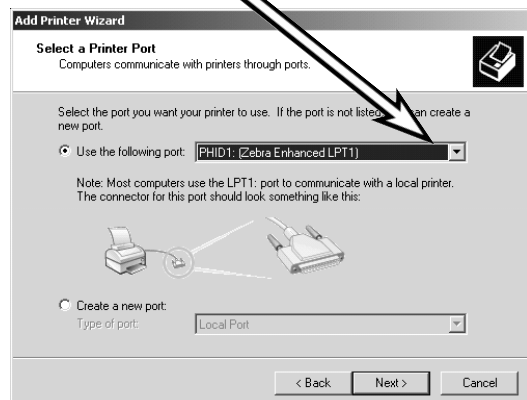 Add Printer Wizard
Select a Printer Port
Computers communicate with printers through ports.
Select the port you want your printer to use. If the port is not listed, can create a
new port.
Use the following port: PHID1: (Zebra Enhanced LPT1)
Note: Most computers use the LPT1: port to communicate with a local printer.
The connector for this port should look something like this:
Create a new port:
Type of port: Local Port
< Back Next > Cancel